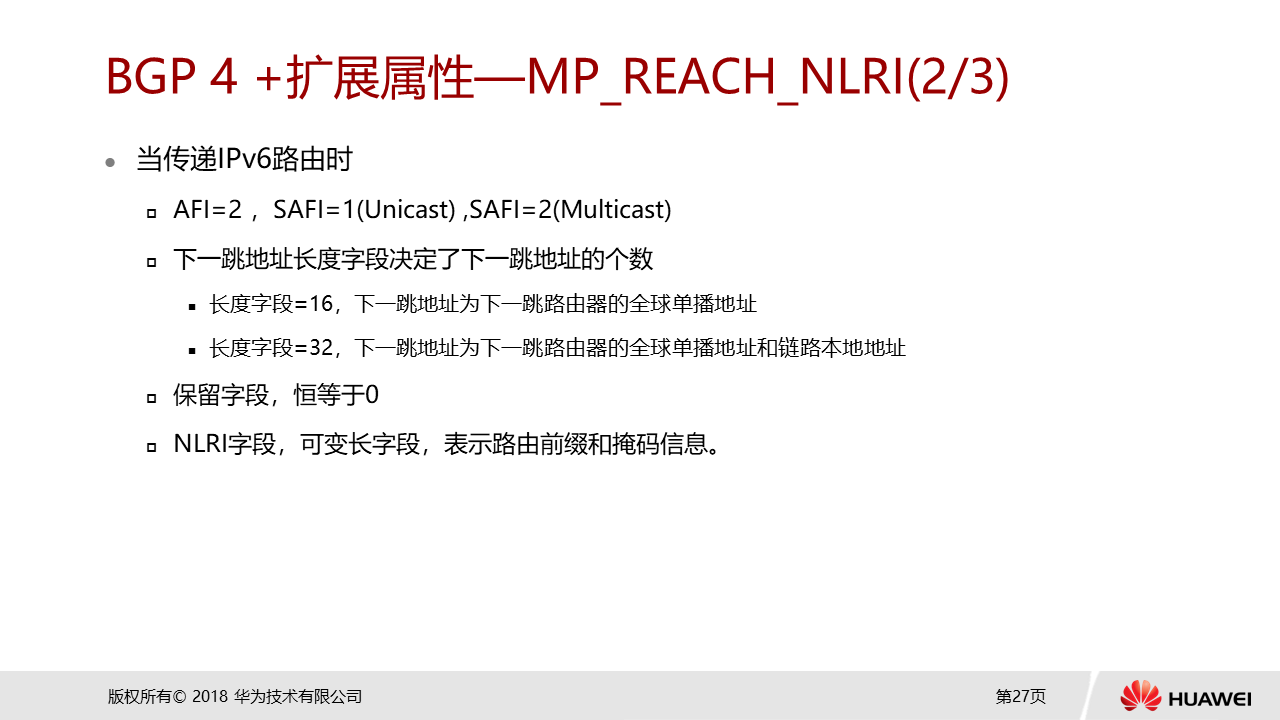 BGP 4 +扩展属性—MP_REACH_NLRI(2/3)
当传递IPv6路由时
AFI=2 ，SAFI=1(Unicast) ,SAFI=2(Multicast)
下一跳地址长度字段决定了下一跳地址的个数
长度字段=16，下一跳地址为下一跳路由器的全球单播地址
长度字段=32，下一跳地址为下一跳路由器的全球单播地址和链路本地地址
保留字段，恒等于0
NLRI字段，可变长字段，表示路由前缀和掩码信息。
版权所有© 2018 华为技术有限公司
第27页
HUAWEI